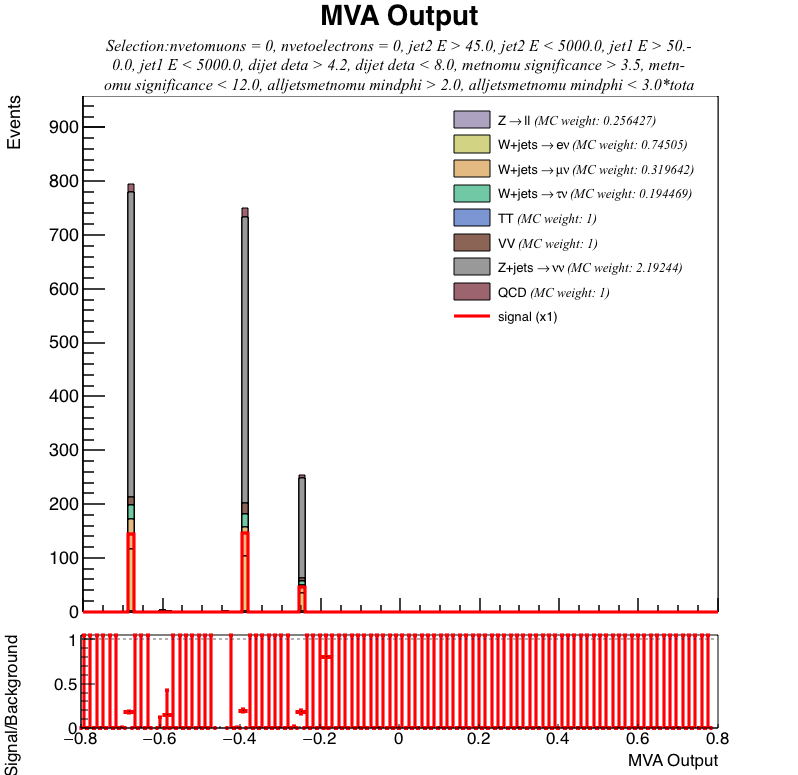 MVA Output
Selection:nvetomuons = 0, nvetoelectrons = 0, jet2 E > 45.0, jet2 E < 5000.0, jet1 E > 50.-
0.0, jet1 E < 5000.0, dijet deta > 4.2, dijet deta < 8.0, metnomu significance > 3.5, metn-
omu significance < 12.0, alljetsmetnomu mindphi > 2.0, alljetsmetnomu mindphi < 3.0*tota
Events
900
800
700
600
500
400
300
200
100
0
Z→ll (MC weight: 0.256427)
W+jets→eν (MC weight: 0.74505)
W+jets→μν (MC weight: 0.319642)
W+jets→τν (MC weight: 0.194469)
TT (MC weight: 1)
VV (MC weight: 1)
Z+jets→νν (MC weight: 2.19244)
QCD (MC weight: 1)
signal (x1)
Signal/Background
1
0.5
0
−0.8 −0.6 −0.4 −0.2 0 0.2 0.4 0.6 0.8
MVA Output